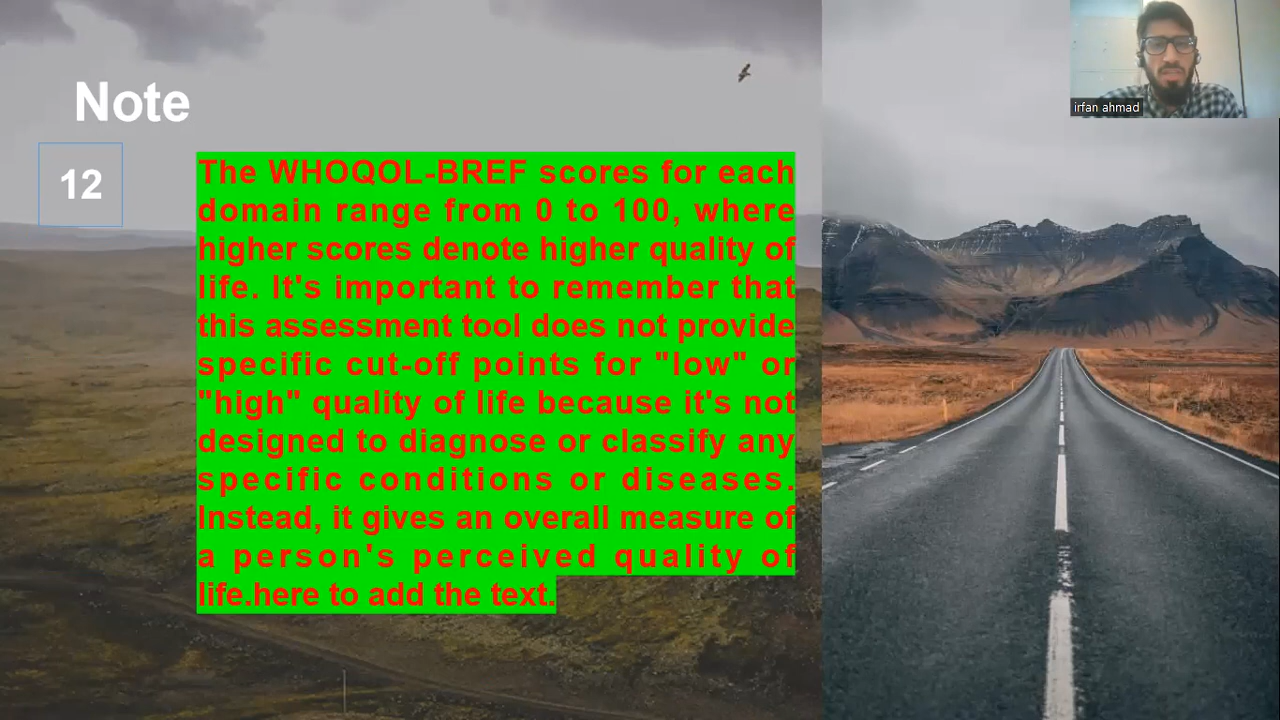 Note
irfan ahmad
12
The WHOQOL-BREF scores for each
domain range from 0 to 100, where
higher scores denote higher quality of
life. It's important to remember that
this assessment tool does not provide
specific cut-off points for "low" or
"high" quality of life because it's not
designed to diagnose or classify any
specific conditions or diseases.
Instead, it gives an overall measure of
a person's perceived quality of
life.here to add the text.